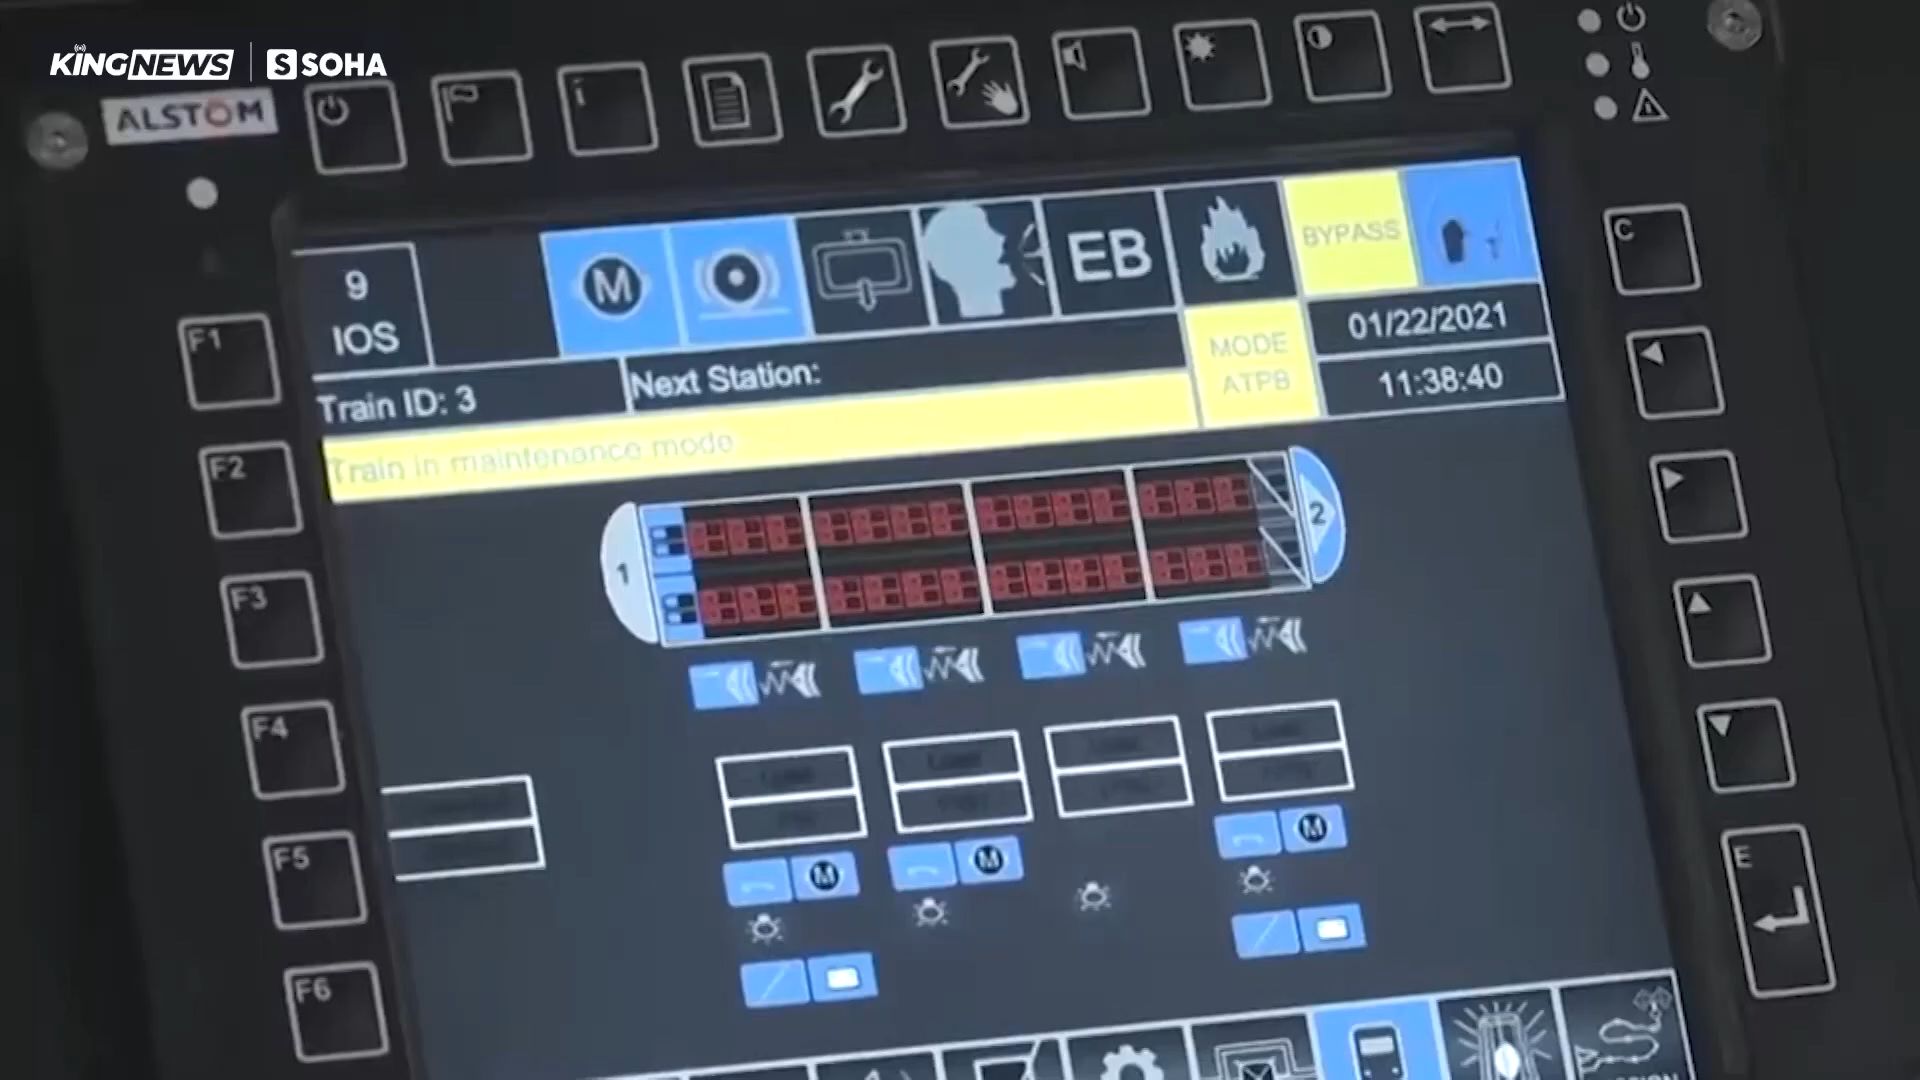 KINGNEWS SOHA
ALSTOM
i
C
F1
F2
F3
F4
F5
F6
E
9
IOS
M
EB
BYPASS
Train ID: 3
Next Station:
MODE
ATPB
01/22/2021
11:38:40
Train in maintenance mode
1
2
M
M
M